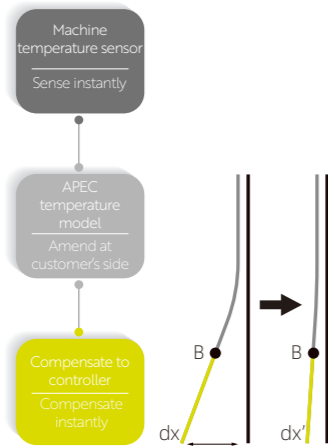 Machine
temperature sensor
Sense instantly
APEC
temperature
model
Amend at
customer's side
Compensate to
controller
Compensate
instantly
B
dx
B
dx'